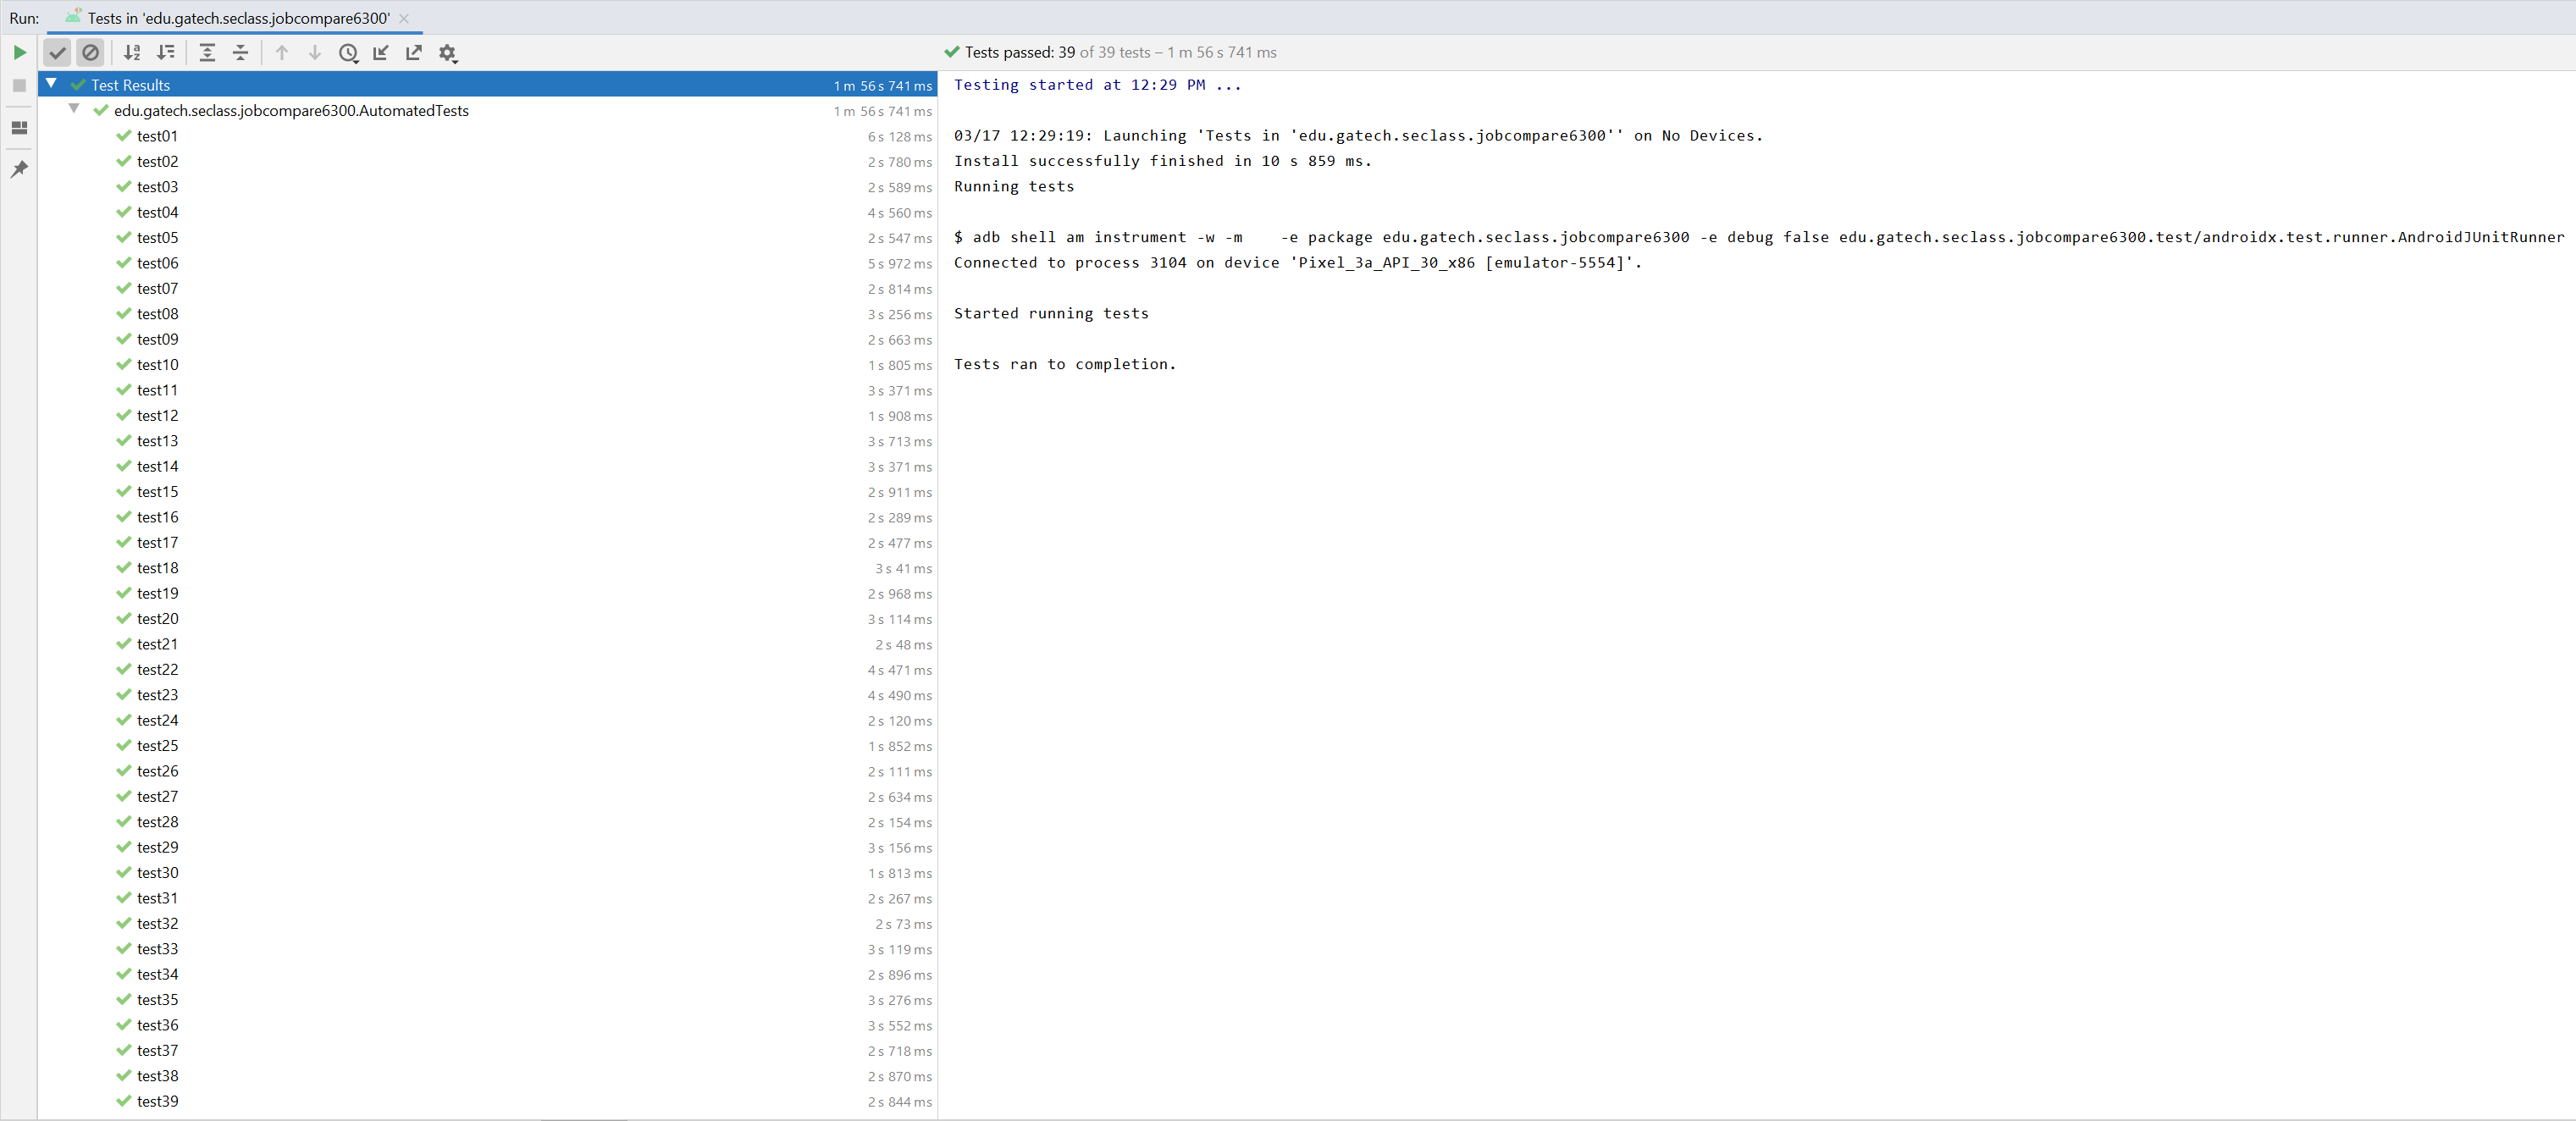 Run: Tests in 'edu.gatech.seclass.jobcompare6300'
Tests passed: 39 of 39 tests – 1 m 56 s 741 ms
Test Results 1 m 56 s 741 ms
edu.gatech.seclass.jobcompare6300.AutomatedTests 1 m 56 s 741 ms
test01 6 s 128 ms
test02 2 s 780 ms
test03 2 s 589 ms
test04 4 s 560 ms
test05 2 s 547 ms
test06 5 s 972 ms
test07 2 s 814 ms
test08 3 s 256 ms
test09 2 s 663 ms
test10 1 s 805 ms
test11 3 s 371 ms
test12 1 s 908 ms
test13 3 s 713 ms
test14 3 s 371 ms
test15 2 s 911 ms
test16 2 s 289 ms
test17 2 s 477 ms
test18 3 s 41 ms
test19 2 s 968 ms
test20 3 s 114 ms
test21 2 s 48 ms
test22 4 s 471 ms
test23 4 s 490 ms
test24 2 s 120 ms
test25 1 s 852 ms
test26 2 s 111 ms
test27 2 s 634 ms
test28 2 s 154 ms
test29 3 s 156 ms
test30 1 s 813 ms
test31 2 s 267 ms
test32 2 s 73 ms
test33 3 s 119 ms
test34 2 s 896 ms
test35 3 s 276 ms
test36 3 s 552 ms
test37 2 s 718 ms
test38 2 s 870 ms
test39 2 s 844 ms
Testing started at 12:29 PM ...
03/17 12:29:19: Launching 'Tests in 'edu.gatech.seclass.jobcompare6300'' on No Devices.
Install successfully finished in 10 s 859 ms.
Running tests
$ adb shell am instrument -w -m    -e package edu.gatech.seclass.jobcompare6300 -e debug false edu.gatech.seclass.jobcompare6300.test/androidx.test.runner.AndroidJUnitRunner
Connected to process 3104 on device 'Pixel_3a_API_30_x86 [emulator-5554]'.
Started running tests
Tests ran to completion.